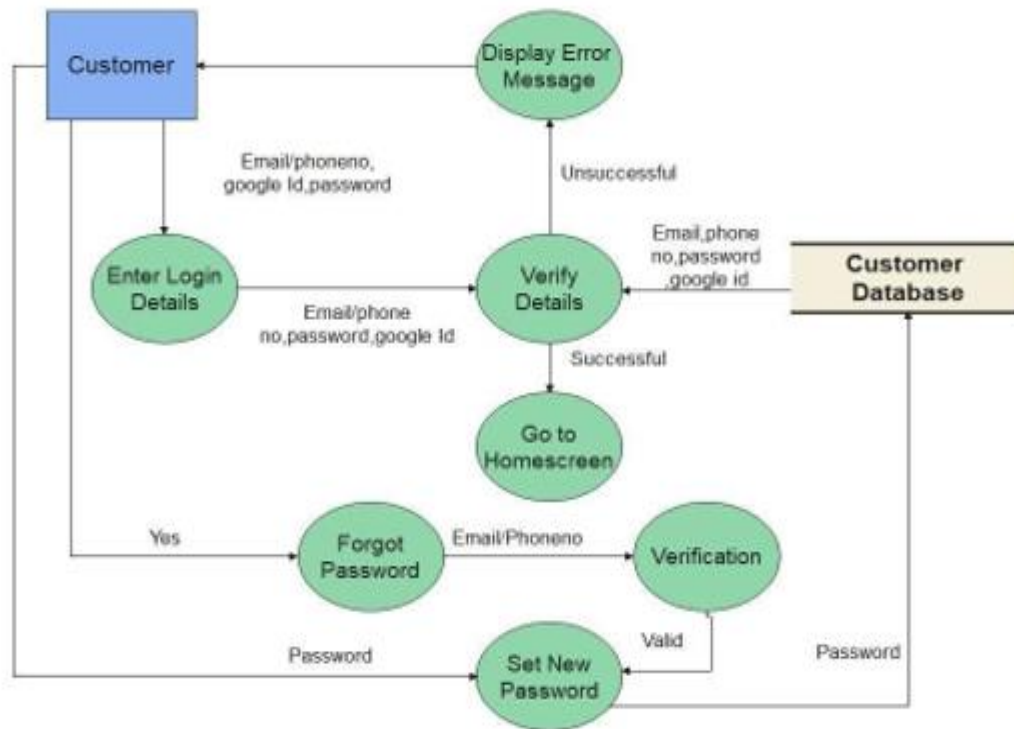 Customer
Display Error
Message
Email/phoneno,
google Id,password
Unsuccessful
Enter Login
Details
Email/phone
no,password,google Id
Verify
Details
Email,phone
no,password
,google id
Customer
Database
Successful
Go to
Homescreen
Yes
Forgot
Password
Email/Phoneno
Verification
Valid
Password
Set New
Password
Password